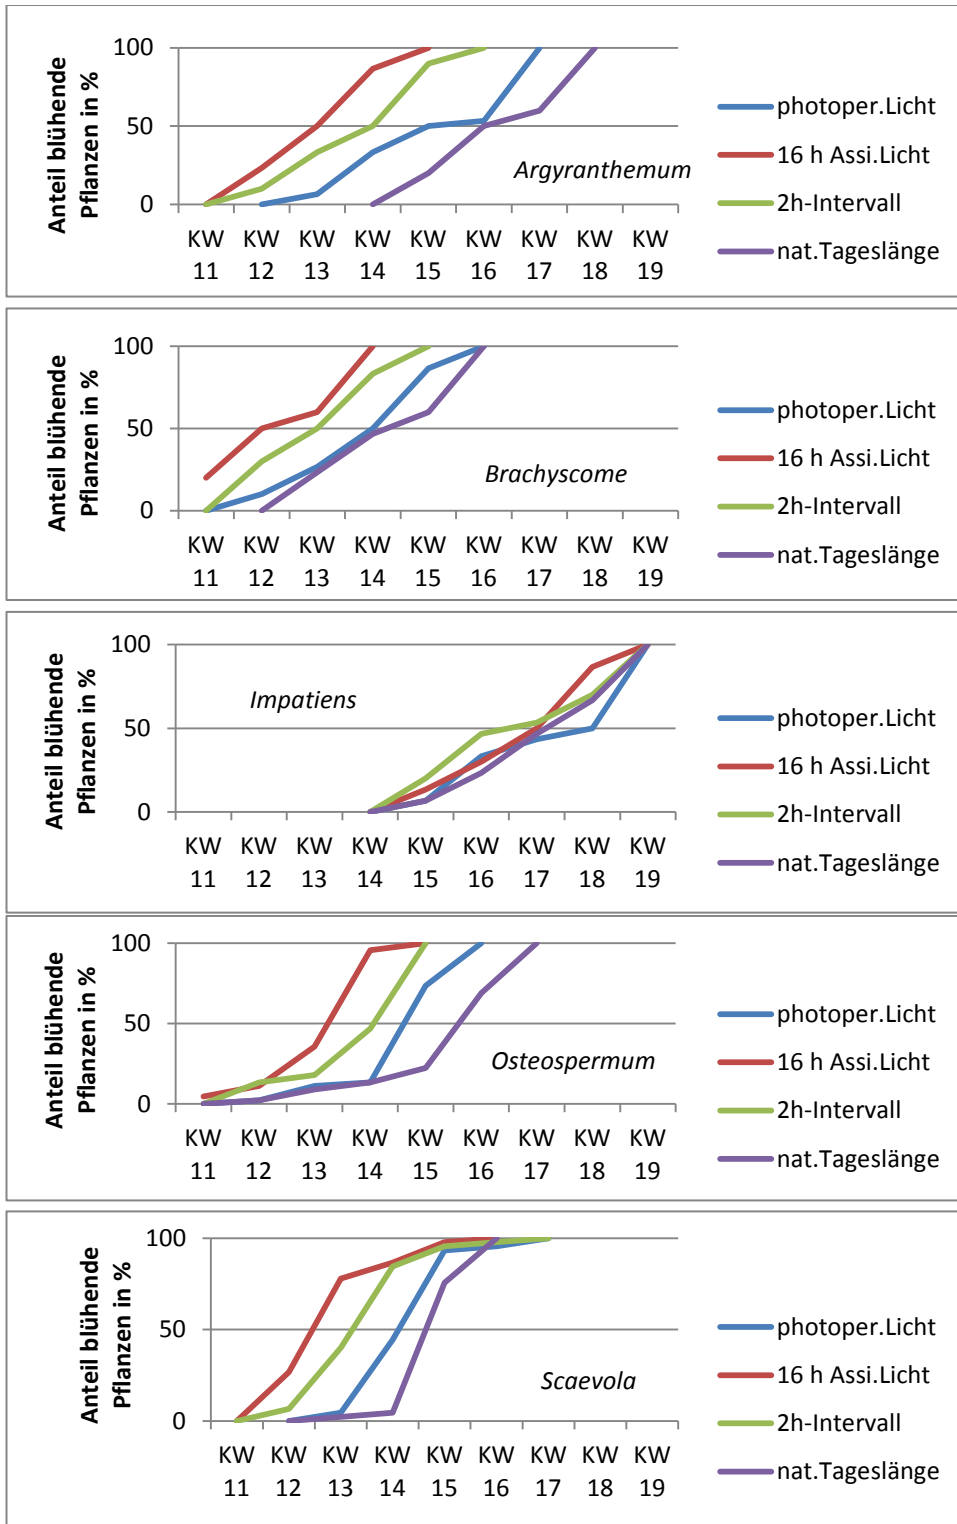 Anteil blühende
Pflanzen in %
100
50
0
KW KW KW KW KW KW KW KW KW
11 12 13 14 15 16 17 18 19
Argyranthemum
photoper.Licht
16 h Assi.Licht
2h-Intervall
nat.Tageslänge
Anteil blühende
Pflanzen in %
100
50
0
KW KW KW KW KW KW KW KW KW
11 12 13 14 15 16 17 18 19
Brachyscome
photoper.Licht
16 h Assi.Licht
2h-Intervall
nat.Tageslänge
Anteil blühende
Pflanzen in %
100
50
0
KW KW KW KW KW KW KW KW KW
11 12 13 14 15 16 17 18 19
Impatiens
photoper.Licht
16 h Assi.Licht
2h-Intervall
nat.Tageslänge
Anteil blühende
Pflanzen in %
100
50
0
KW KW KW KW KW KW KW KW KW
11 12 13 14 15 16 17 18 19
Osteospermum
photoper.Licht
16 h Assi.Licht
2h-Intervall
nat.Tageslänge
Anteil blühende
Pflanzen in %
100
50
0
KW KW KW KW KW KW KW KW KW
11 12 13 14 15 16 17 18 19
Scaevola
photoper.Licht
16 h Assi.Licht
2h-Intervall
nat.Tageslänge